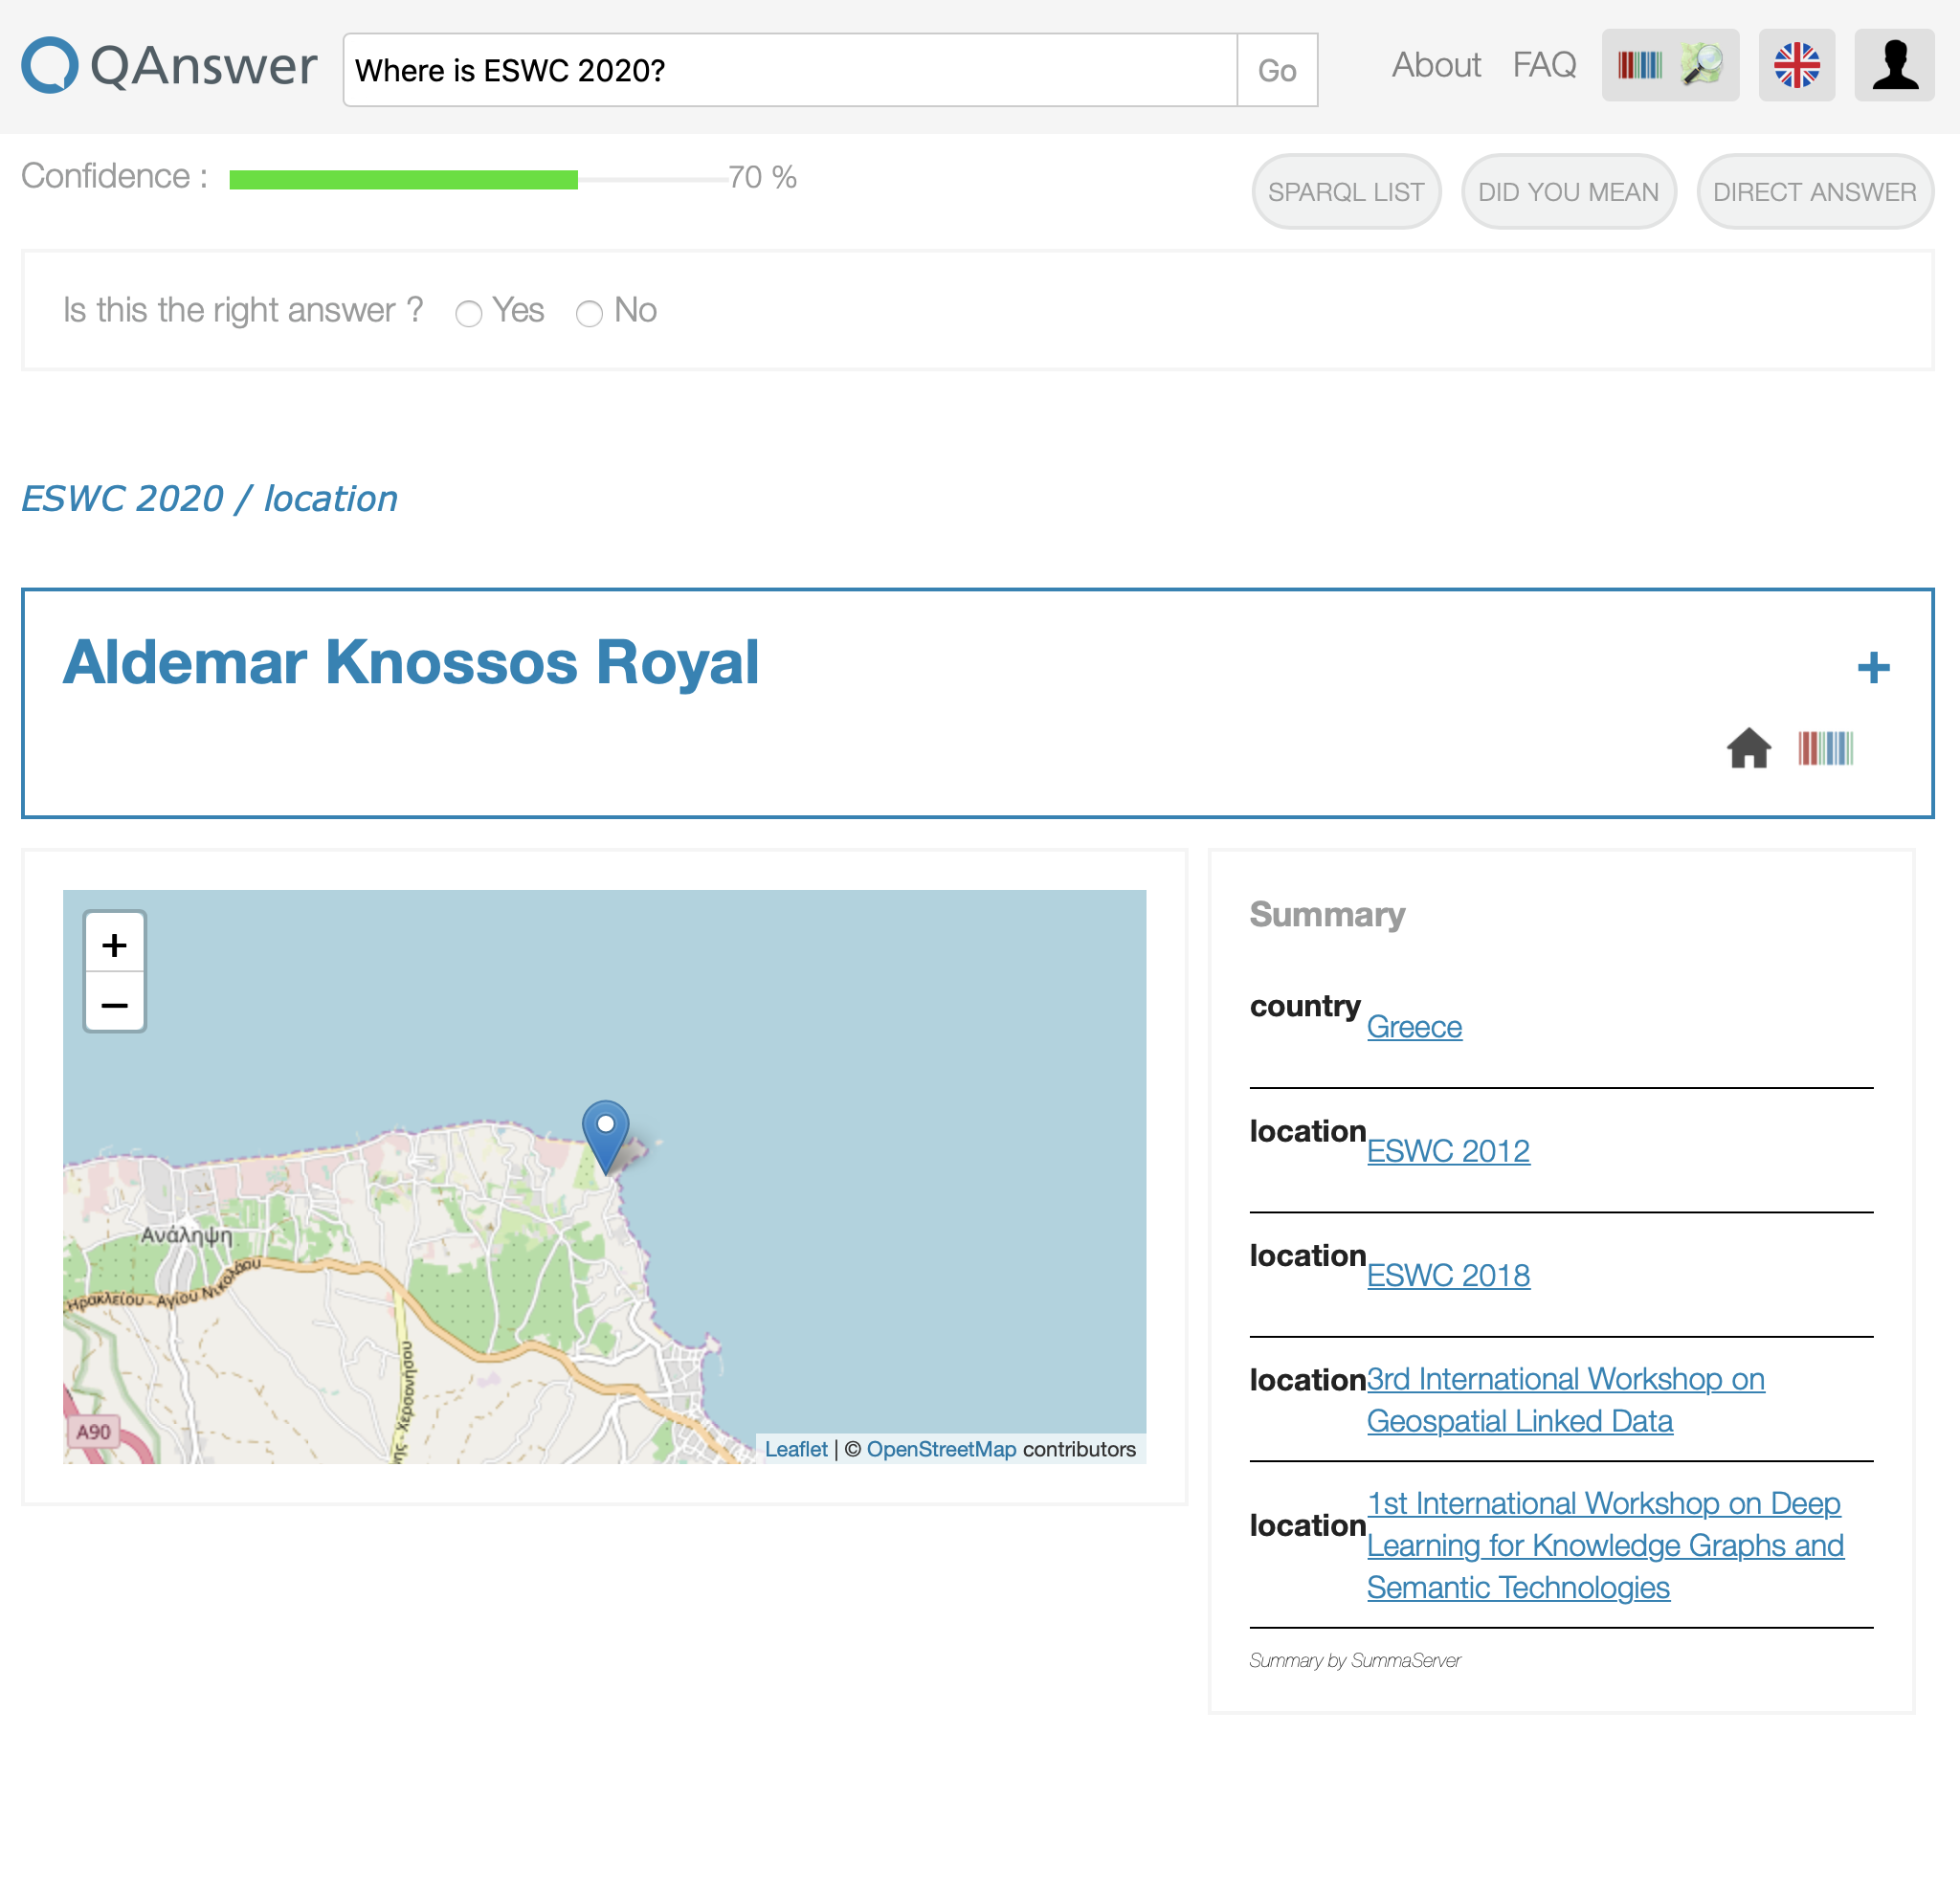 QAnswer
Where is ESWC 2020?
Go
About
FAQ
Confidence :
70 %
SPARQL LIST
DID YOU MEAN
DIRECT ANSWER
Is this the right answer ?
Yes
No
ESWC 2020 / location
Aldemar Knossos Royal
+
+
−
Ανάληψη
Ηρακλείου - Αγίου Νικολάου
ης - Χερσονήσου
A90
Leaflet | © OpenStreetMap contributors
Summary
country
Greece
location
ESWC 2012
location
ESWC 2018
location
3rd International Workshop on
Geospatial Linked Data
location
1st International Workshop on Deep
Learning for Knowledge Graphs and
Semantic Technologies
Summary by SummaServer